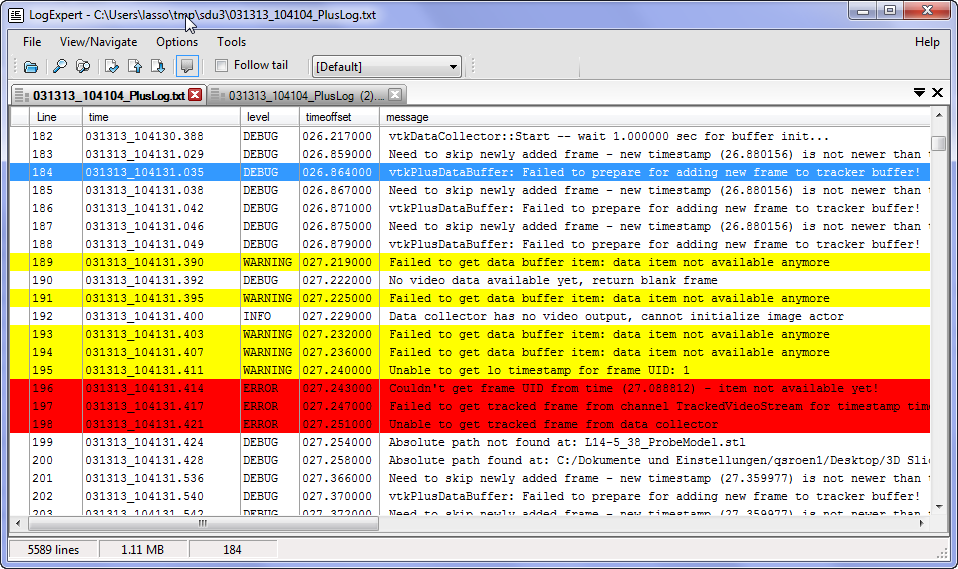 LogExpert - C:\Users\lasso\tmp\sdu3\031313_104104_PlusLog.txt
File View/Navigate Options Tools Help
Follow tail [Default]
031313_104104_PlusLog.txt 031313_104104_PlusLog (2)....
Line time level timeoffset message
182 031313_104130.388 DEBUG 026.217000 vtkDataCollector::Start -- wait 1.000000 sec for buffer init...
183 031313_104131.029 DEBUG 026.859000 Need to skip newly added frame - new timestamp (26.880156) is not newer than
184 031313_104131.035 DEBUG 026.864000 vtkPlusDataBuffer: Failed to prepare for adding new frame to tracker buffer!
185 031313_104131.038 DEBUG 026.867000 Need to skip newly added frame - new timestamp (26.880156) is not newer than
186 031313_104131.042 DEBUG 026.871000 vtkPlusDataBuffer: Failed to prepare for adding new frame to tracker buffer!
187 031313_104131.046 DEBUG 026.875000 Need to skip newly added frame - new timestamp (26.880156) is not newer than
188 031313_104131.049 DEBUG 026.879000 vtkPlusDataBuffer: Failed to prepare for adding new frame to tracker buffer!
189 031313_104131.390 WARNING 027.219000 Failed to get data buffer item: data item not available anymore
190 031313_104131.392 DEBUG 027.222000 No video data available yet, return blank frame
191 031313_104131.395 WARNING 027.225000 Failed to get data buffer item: data item not available anymore
192 031313_104131.400 INFO 027.229000 Data collector has no video output, cannot initialize image actor
193 031313_104131.403 WARNING 027.232000 Failed to get data buffer item: data item not available anymore
194 031313_104131.407 WARNING 027.236000 Failed to get data buffer item: data item not available anymore
195 031313_104131.411 WARNING 027.240000 Unable to get lo timestamp for frame UID: 1
196 031313_104131.414 ERROR 027.243000 Couldn't get frame UID from time (27.088812) - item not available yet!
197 031313_104131.417 ERROR 027.247000 Failed to get tracked frame from channel TrackedVideoStream for timestamp tim
198 031313_104131.421 ERROR 027.251000 Unable to get tracked frame from data collector
199 031313_104131.424 DEBUG 027.254000 Absolute path not found at: L14-5_38_ProbeModel.stl
200 031313_104131.428 DEBUG 027.258000 Absolute path found at: C:/Dokumente und Einstellungen/qsroen1/Desktop/3D Slic
201 031313_104131.536 DEBUG 027.366000 Need to skip newly added frame - new timestamp (27.359977) is not newer than
202 031313_104131.540 DEBUG 027.370000 vtkPlusDataBuffer: Failed to prepare for adding new frame to tracker buffer!
203 031313_104131.542 DEBUG 027.372000 Need to skip newly added frame - new timestamp (27.359977) is not newer than
5589 lines 1.11 MB 184